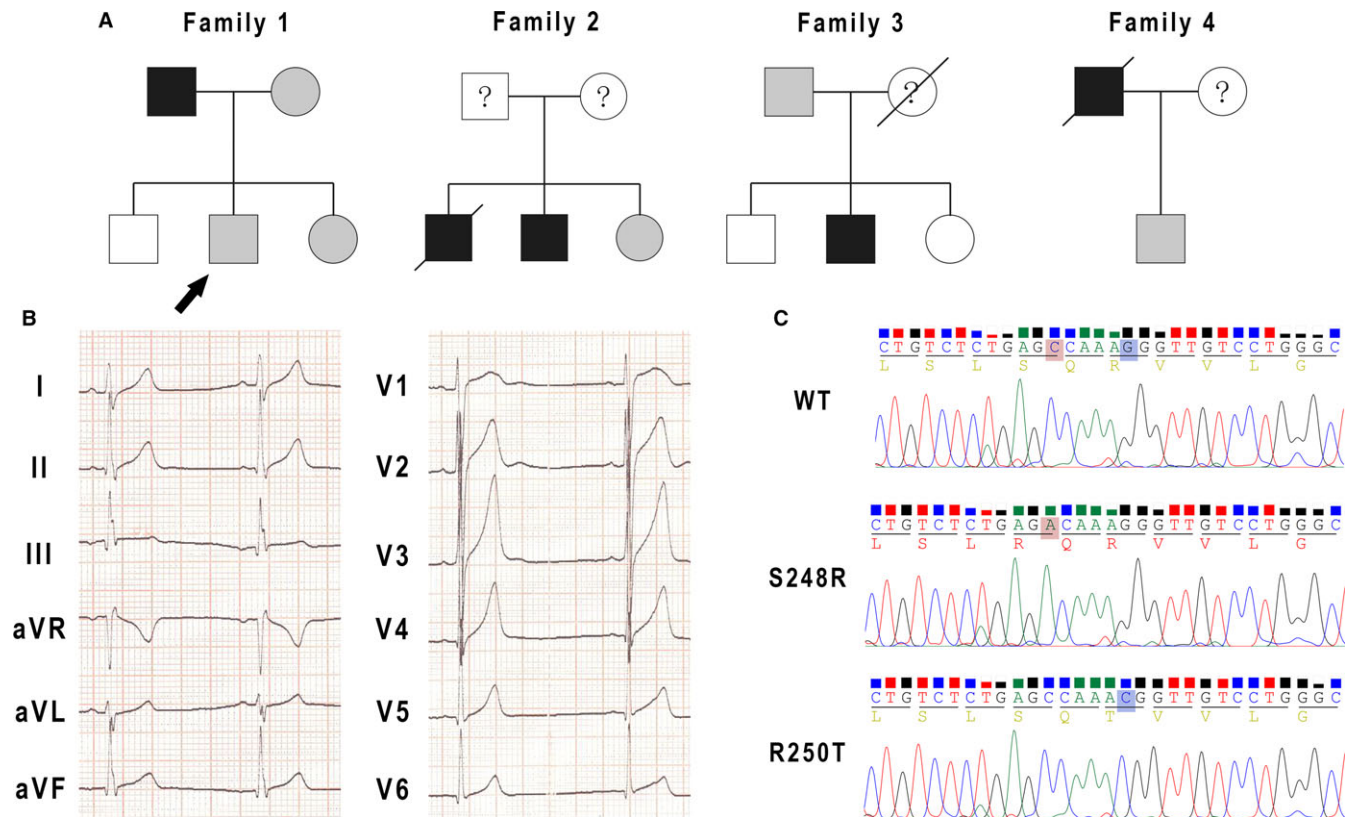 A
Family 1
Family 2
Family 3
Family 4
? ?
?
?
B
I
II
III
aVR
aVL
aVF
V1
V2
V3
V4
V5
V6
C
WT
CTGTCTCTGAGCCAAAGGGTTGTCCTGGGC
L S L S Q R V V L G
S248R
CTGTCTCTGAGACAAAGGGTTGTCCTGGGC
L S L R Q R V V L G
R250T
CTGTCTCTGAGCCAAACGGTTGTCCTGGGC
L S L S Q T V V L G